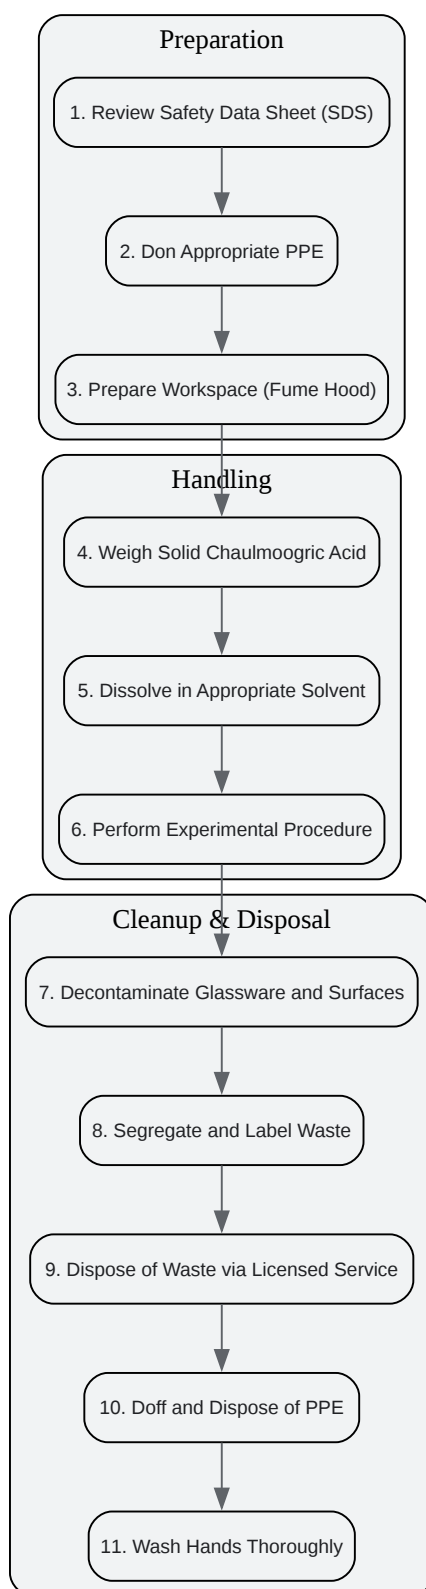 Preparation
1. Review Safety Data Sheet (SDS)
2. Don Appropriate PPE
3. Prepare Workspace (Fume Hood)
Handling
4. Weigh Solid Chaulmoogric Acid
5. Dissolve in Appropriate Solvent
6. Perform Experimental Procedure
Cleanup & Disposal
7. Decontaminate Glassware and Surfaces
8. Segregate and Label Waste
9. Dispose of Waste via Licensed Service
10. Doff and Dispose of PPE
11. Wash Hands Thoroughly